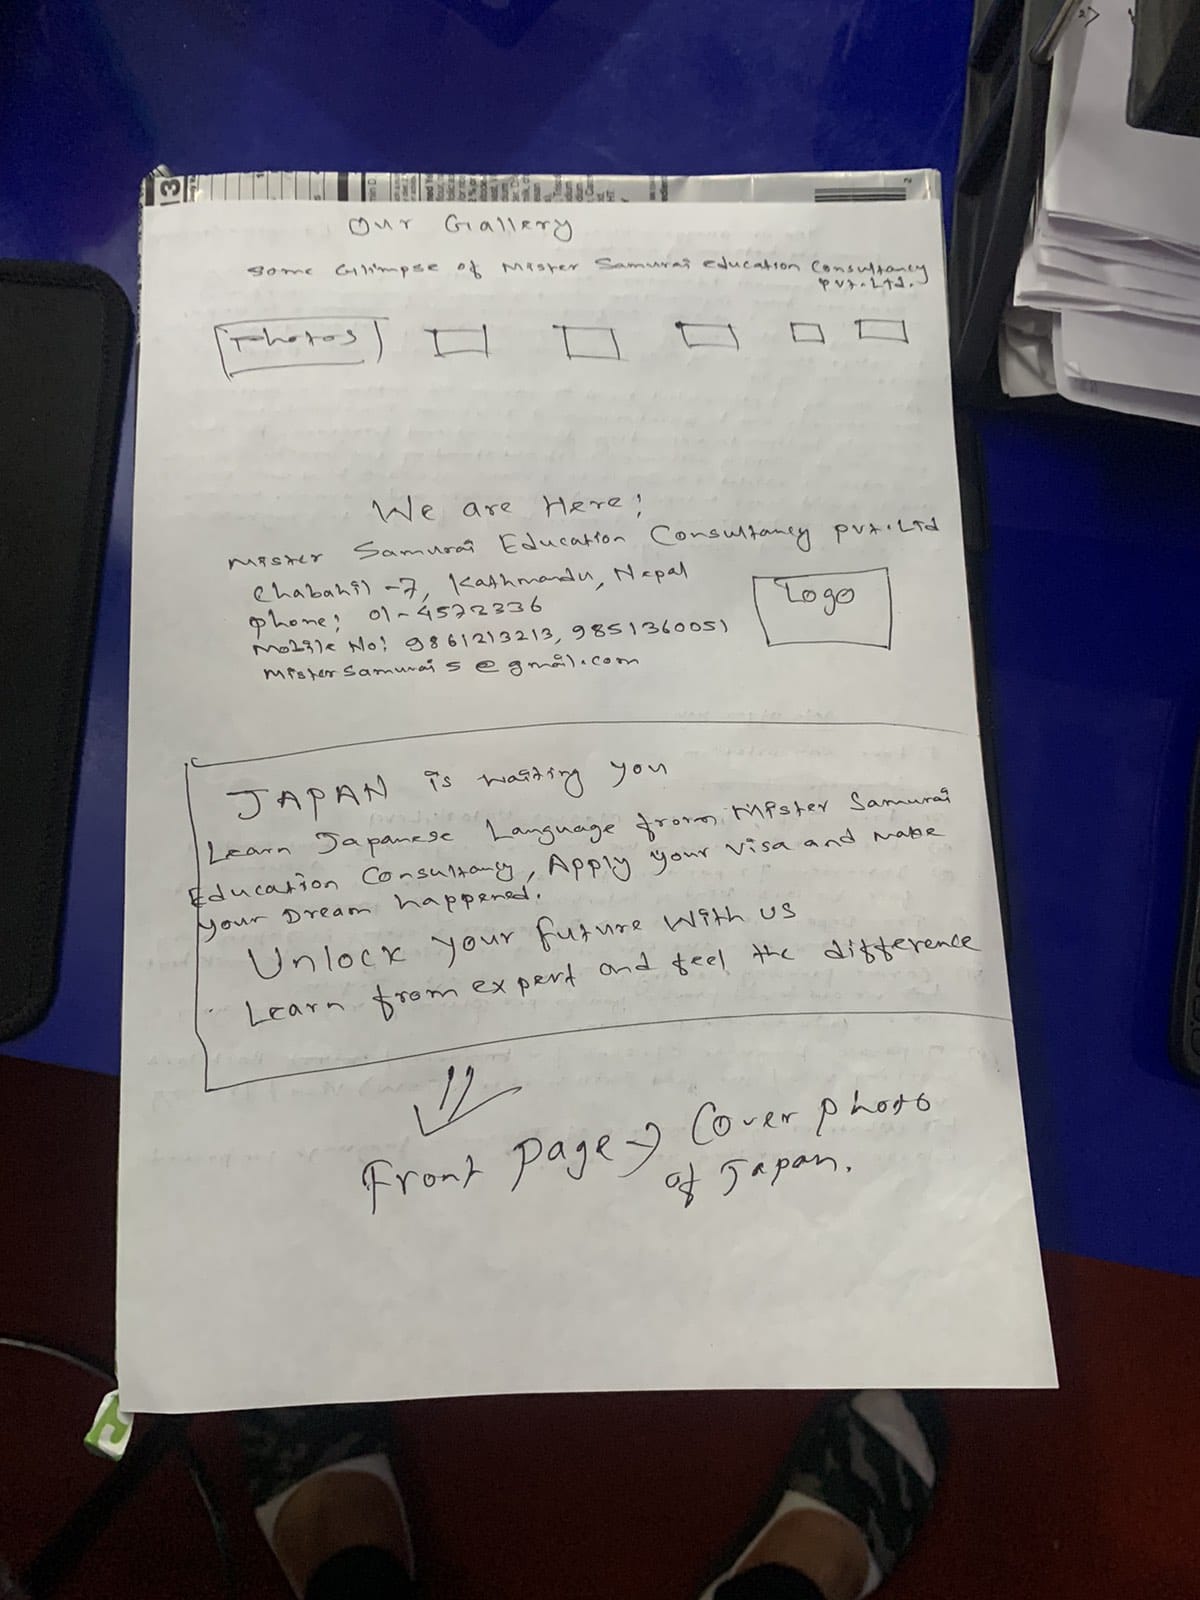 Our Gallery
Some Glimpse of Mister Samurai Education Consultancy
Pvt. Ltd.
Photos
We are Here:
Mister Samurai Education Consultancy Pvt. Ltd
Chabahil -7, Kathmandu, Nepal
Phone: 01-4572336
Mobile No: 9861213213, 9851360051
Logo
MisterSamurai5@gmail.com
JAPAN is waiting you
Learn Japanese Language from Mister Samurai
Education Consultancy, Apply your visa and make
your Dream happened.
Unlock your future with us
Learn from expert and feel the difference
Front page → Cover photo
of Japan.